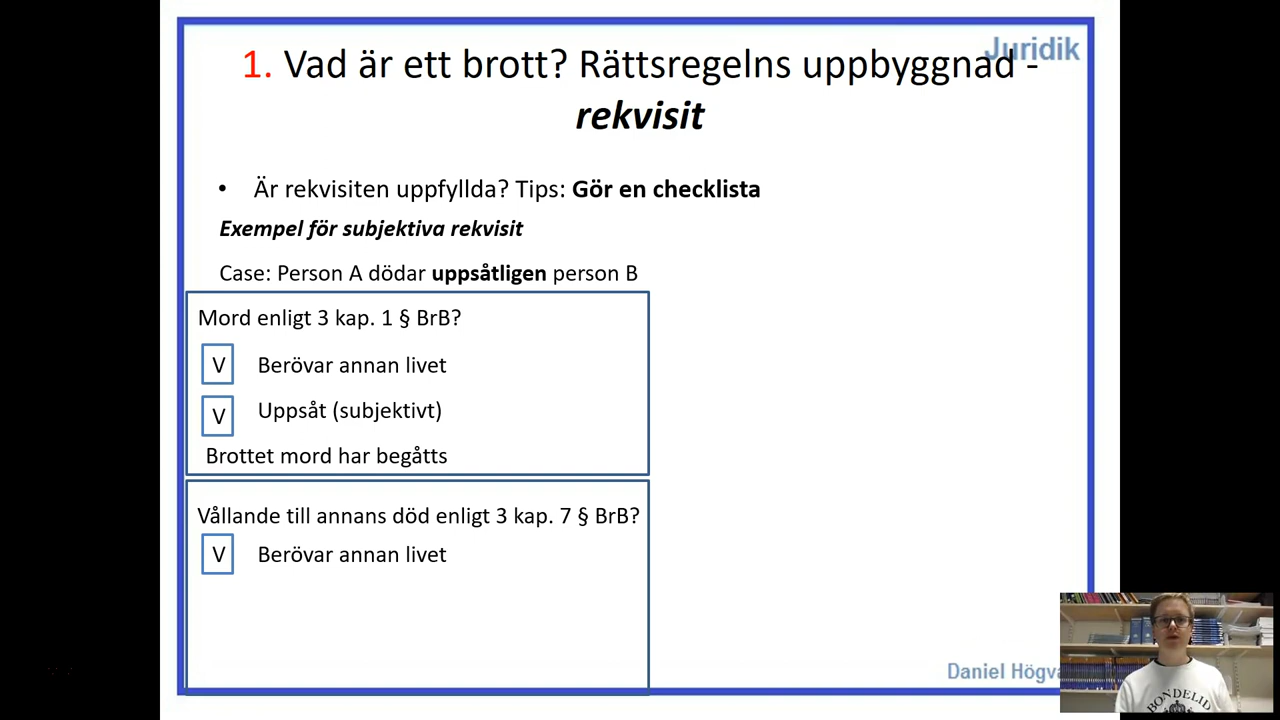 Juridik
1. Vad är ett brott? Rättsregelns uppbyggnad -
rekvisit
• Är rekvisiten uppfyllda? Tips: Gör en checklista
Exempel för subjektiva rekvisit
Case: Person A dödar uppsåtligen person B
Mord enligt 3 kap. 1 § BrB?
V Berövar annan livet
V Uppsåt (subjektivt)
Brottet mord har begåtts
Vållande till annans död enligt 3 kap. 7 § BrB?
V Berövar annan livet
Daniel
BONDELID